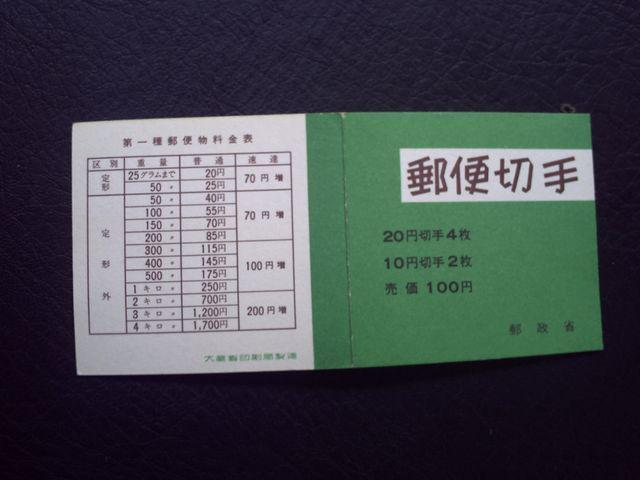 第一種郵便物料金表
区別 重量 普通 速達
定形 25グラムまで 20円 70円増
50 〃 25円
定形外 50 〃 40円 70円増
100 〃 55円
150 〃 70円
200 〃 85円
300 〃 115円 100円増
400 〃 145円
500 〃 175円
1キロ 〃 250円
2キロ 〃 700円 200円増
3キロ 〃 1,200円
4キロ 〃 1,700円
大蔵省印刷局製造
郵便切手
20円切手4枚
10円切手2枚
売価 100円
郵政省